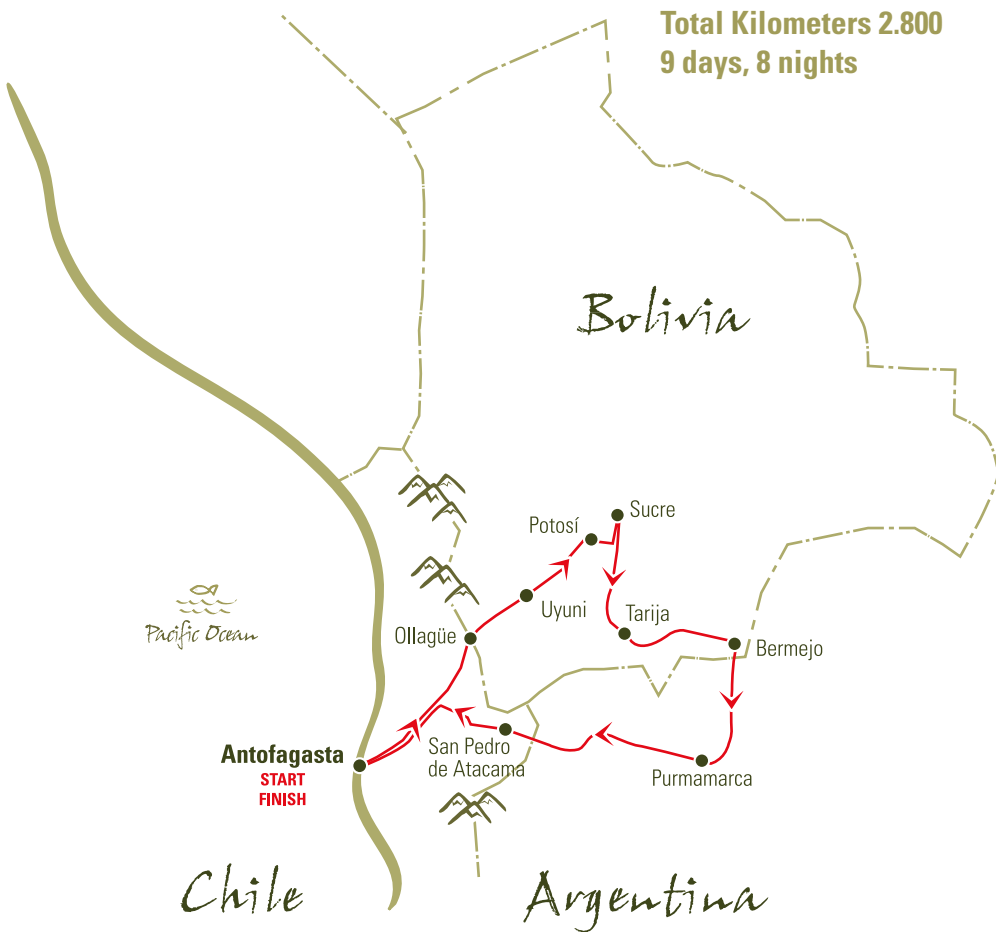 Total Kilometers 2.800
9 days, 8 nights
Bolivia
Sucre
Potosí
Uyuni
Tarija
Pacific Ocean
Ollagüe
Bermejo
Antofagasta
START
FINISH
San Pedro
de Atacama
Purmamarca
Chile
Argentina